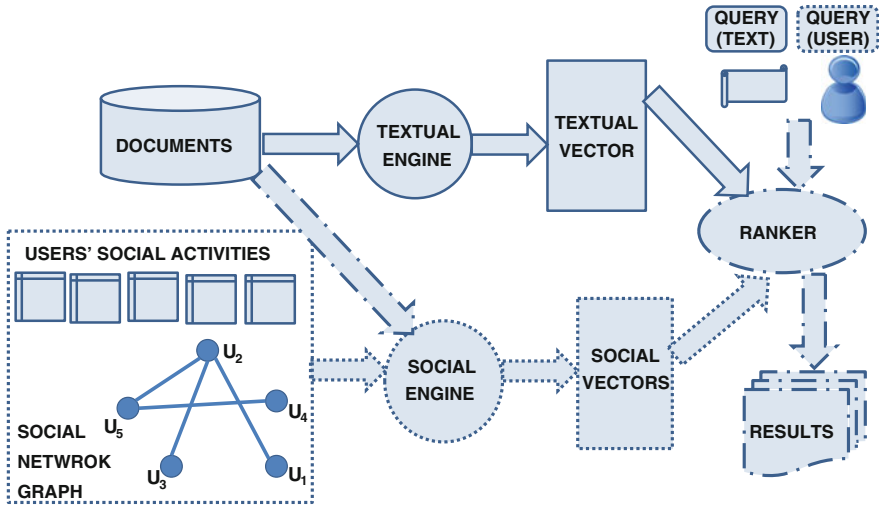 QUERY
(TEXT)
QUERY
(USER)
DOCUMENTS
TEXTUAL
ENGINE
TEXTUAL
VECTOR
RANKER
USERS' SOCIAL ACTIVITIES
U2
U5
U4
U3
U1
SOCIAL
NETWROK
GRAPH
SOCIAL
ENGINE
SOCIAL
VECTORS
RESULTS